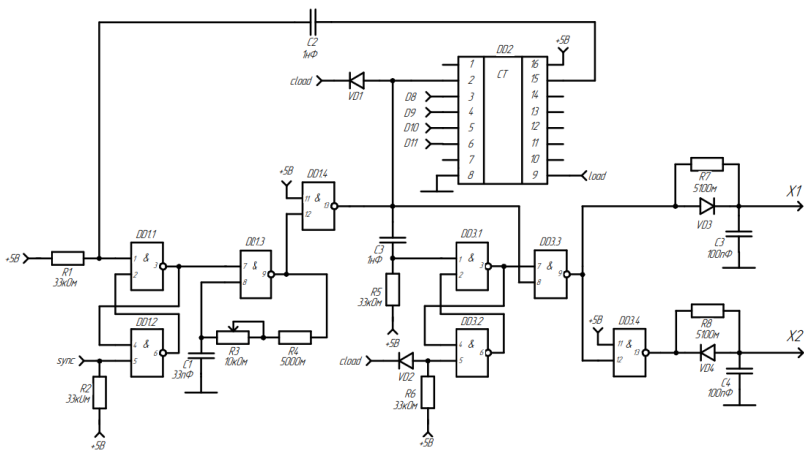 C2
1нФ
cload
VD1
DD2
CT
+5В
1
2
3
4
5
6
7
8
16
15
14
13
12
11
10
9
D8
D9
D10
D11
load
+5В
DD1.4
&
11
12
13
+5В
R1
33кОм
DD1.1
&
1
2
3
DD1.3
&
7
8
9
DD1.2
4
5
6
sync
R2
33кОм
+5В
C1
33пФ
R3
10кОм
R4
500Ом
C3
1нФ
R5
33кОм
+5В
DD3.1
&
1
2
3
DD3.2
4
5
6
cload
VD2
R6
33кОм
+5В
DD3.3
&
7
8
9
+5В
DD3.4
&
11
12
13
R7
510Ом
VD3
C3
100пФ
X1
R8
510Ом
VD4
C4
100пФ
X2